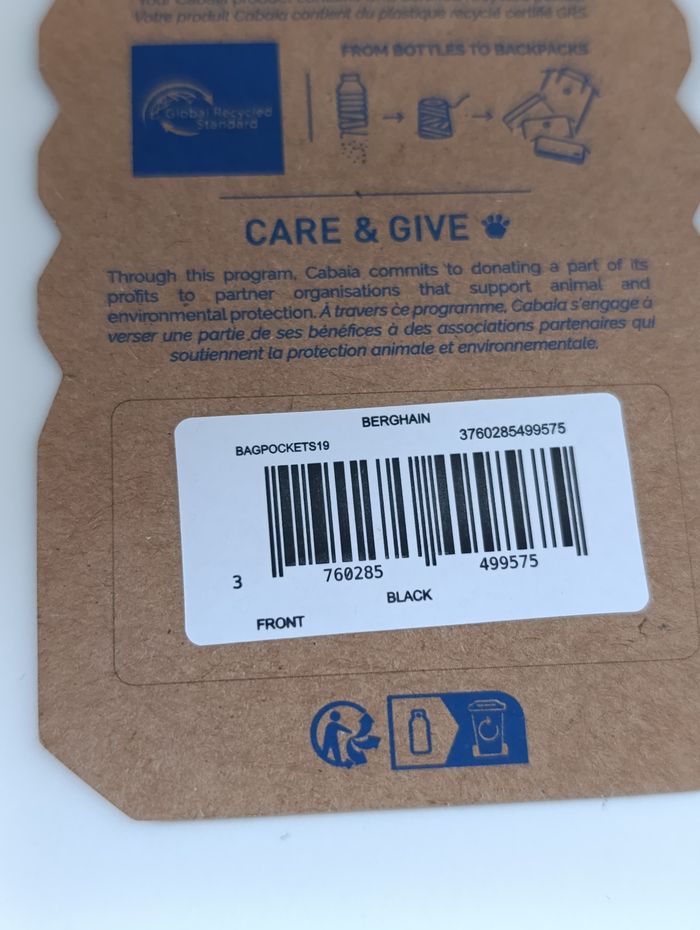 Votre produit Cabaïa contient du plastique recyclé certifié GRS.
FROM BOTTLES TO BACKPACKS
Global Recycled
Standard
CARE & GIVE
Through this program, Cabaïa commits to donating a part of its
profits to partner organisations that support animal and
environmental protection. À travers ce programme, Cabaïa s'engage à
verser une partie de ses bénéfices à des associations partenaires qui
soutiennent la protection animale et environnementale.
BERGHAIN
BAGPOCKETS19 3760285499575
3 760285 499575
BLACK
FRONT